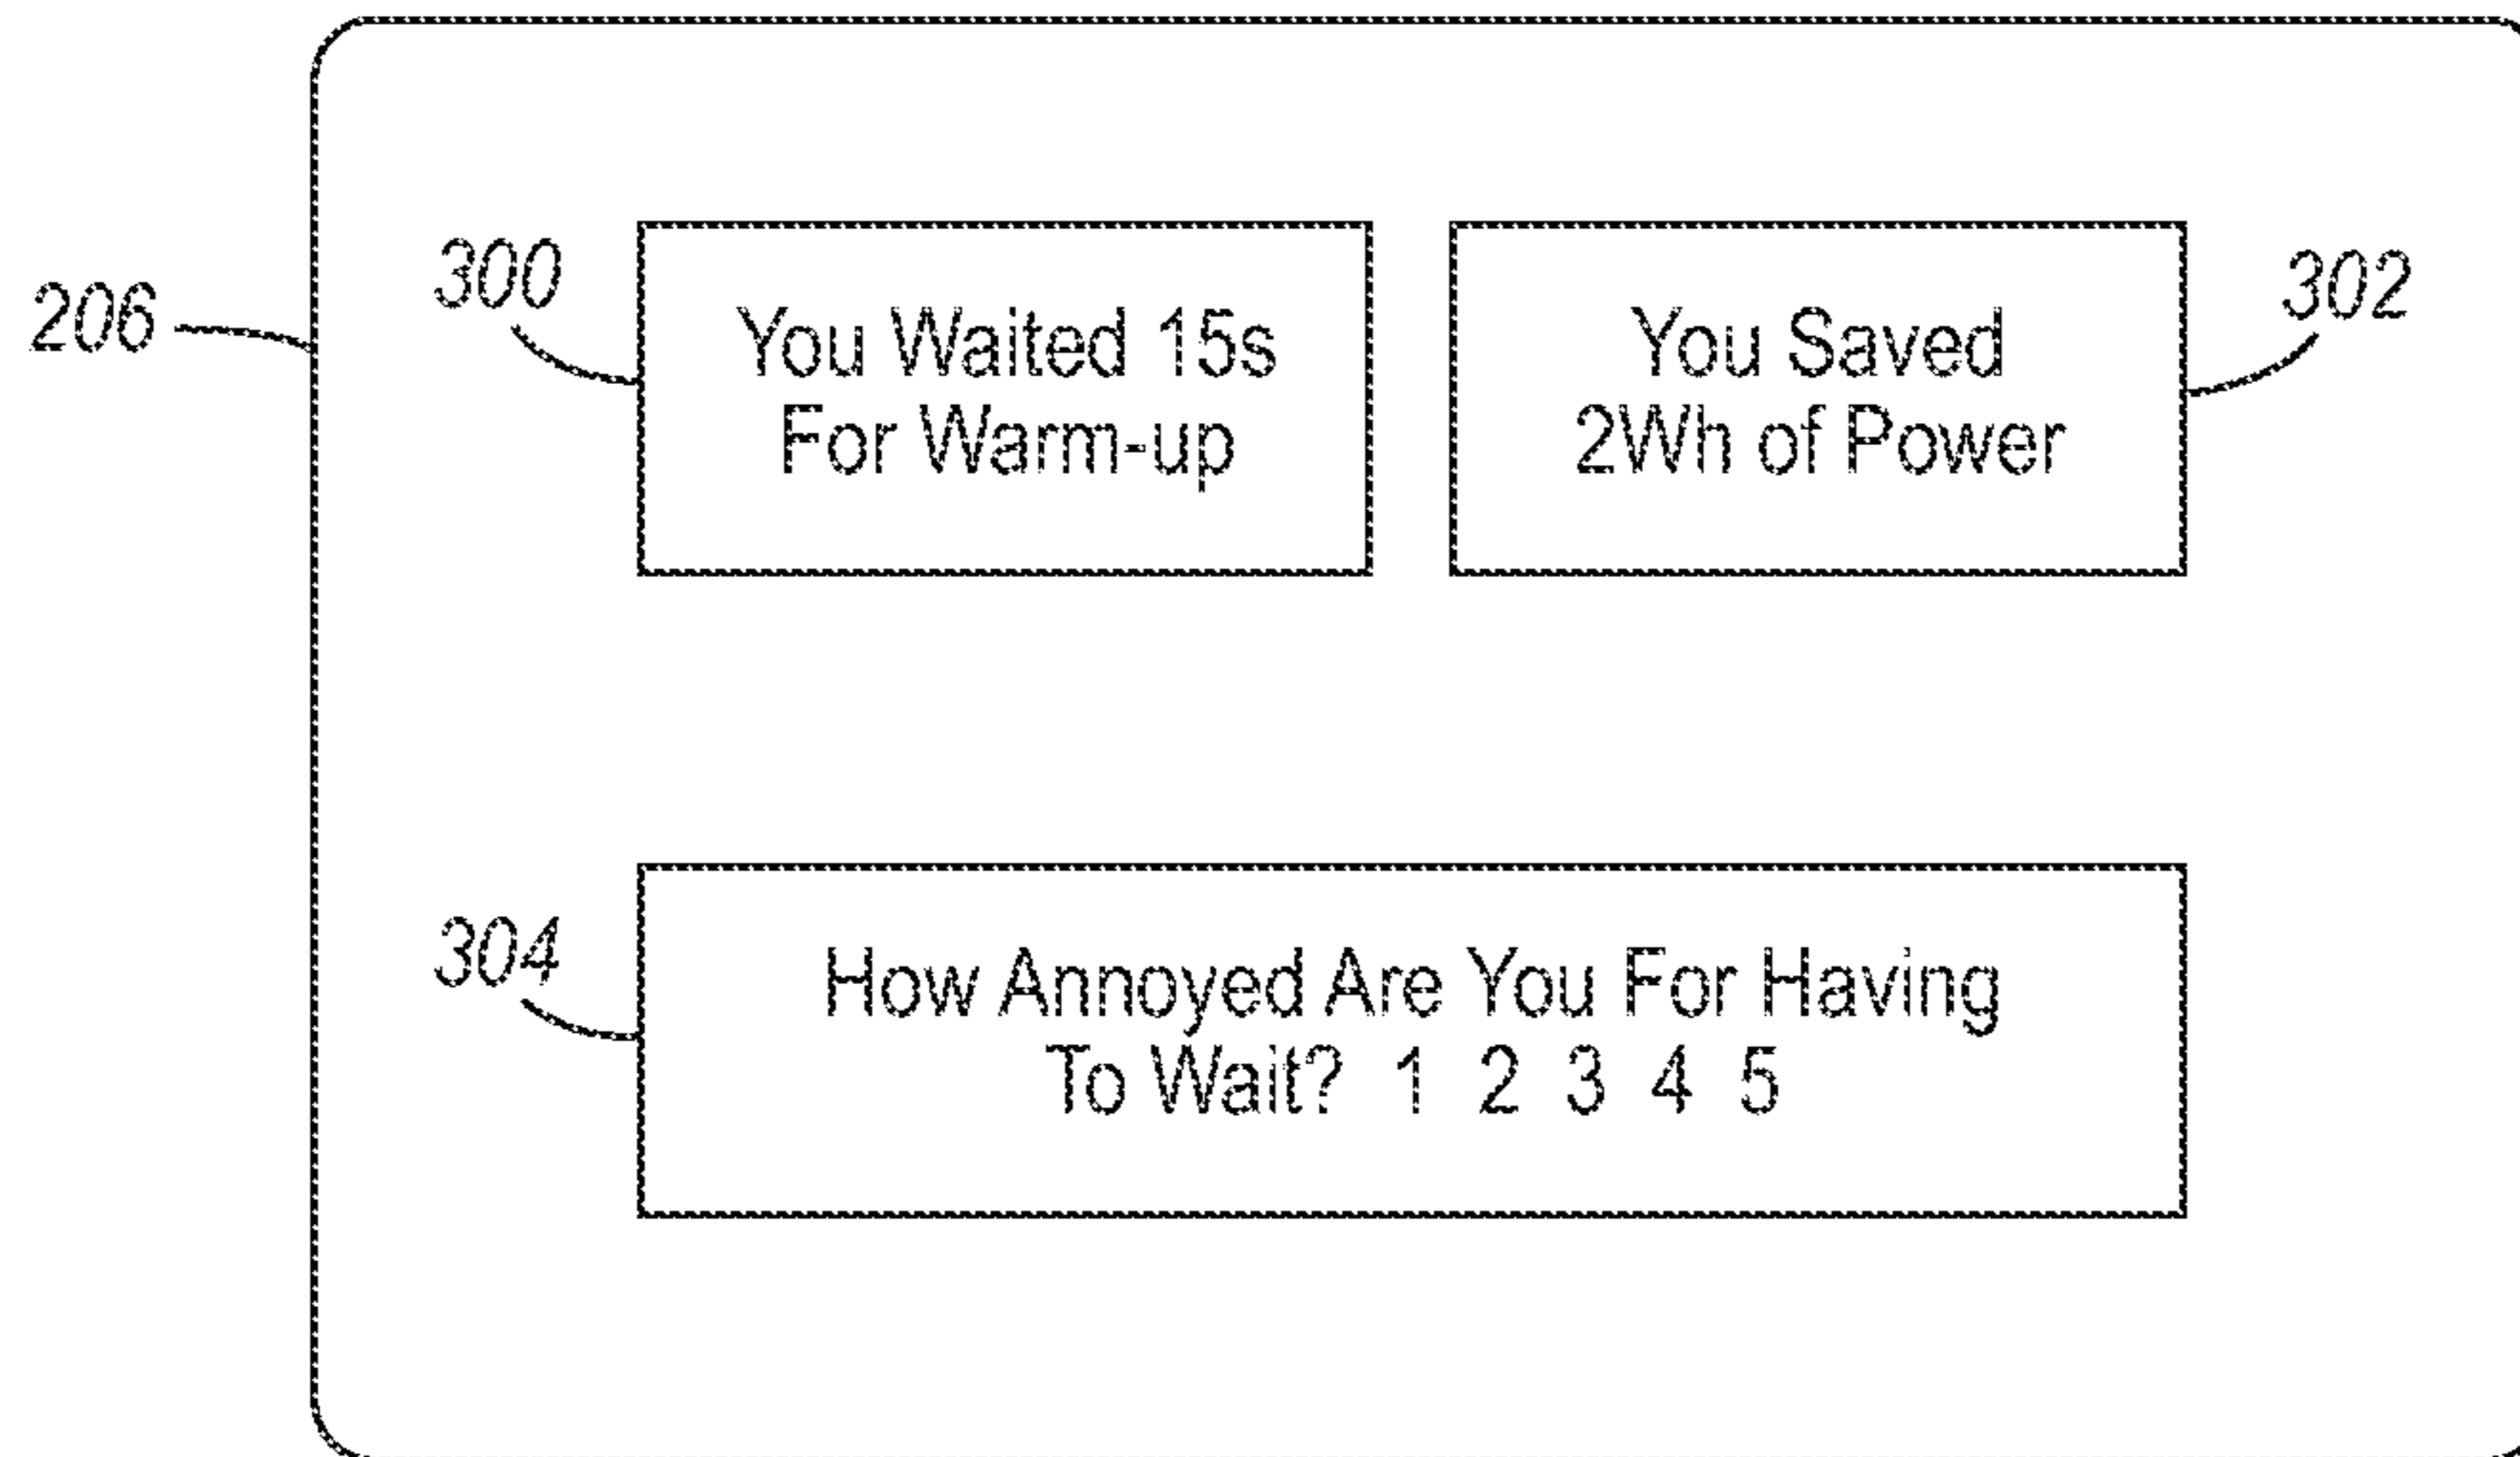 206
300
You Waited 15s
For Warm-up
You Saved
2Wh of Power
302
304
How Annoyed Are You For Having
To Wait? 1 2 3 4 5